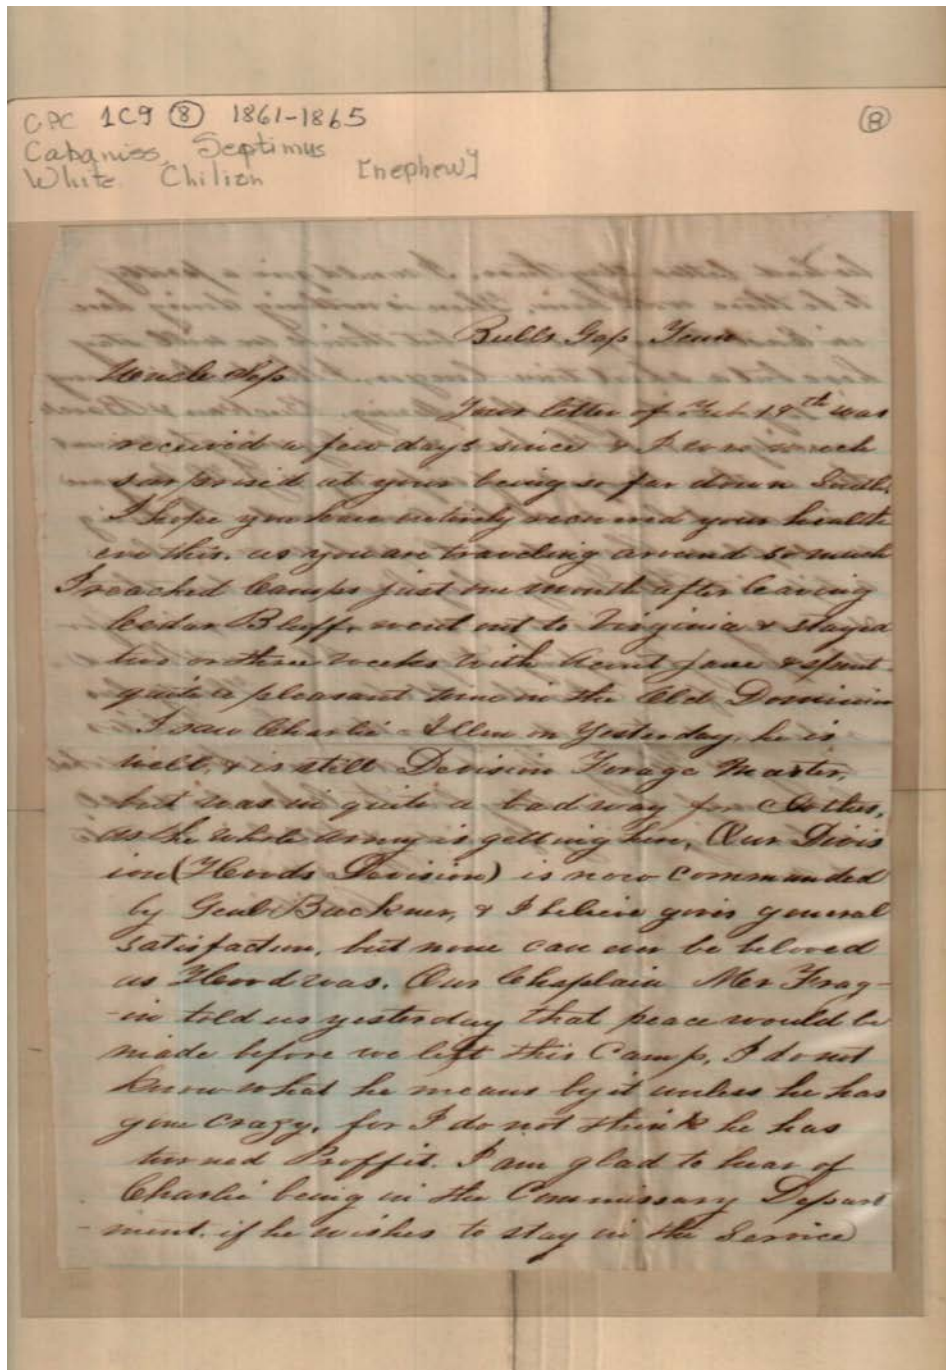 CPC 1C9 (8) 1861-1865
(8)
Cabaniss, Septimus
White Chilion [nephew]
Bulls Gap Tenn
Uncle Sep
Your letter of Feb 19th was
received a few days since & I was much
surprised at your being so far down South.
I hope you have entirely recovered your health
ere this. as you are traveling around so much
I reached Camps just one month after leaving
Cedar Bluff, went out to Virginia & stayed
two or three weeks with Aunt Jane & spent
quite a pleasant time in the Old Dominion
I saw Charlie Allen on Yesterday, he is
well, & is still Devision Forage Master,
but was in quite a bad way for Clothes,
as the whole army is getting here, Our Divis
ion (Hoods Devision) is now Commanded
by Genl Buckner, & I believe givs general
satisfaction, but none can ever be beloved
as Hood was. Our Chaplain Mer
-in told us yesterday that peace would be
made before we left this Camp, I do not
know what he means by it unless he has
gone crazy, for I do not think he has
turned Proffit. I am glad to hear of
Charlie being in the Commissary Depart
-ment. if he wishes to stay in the Service